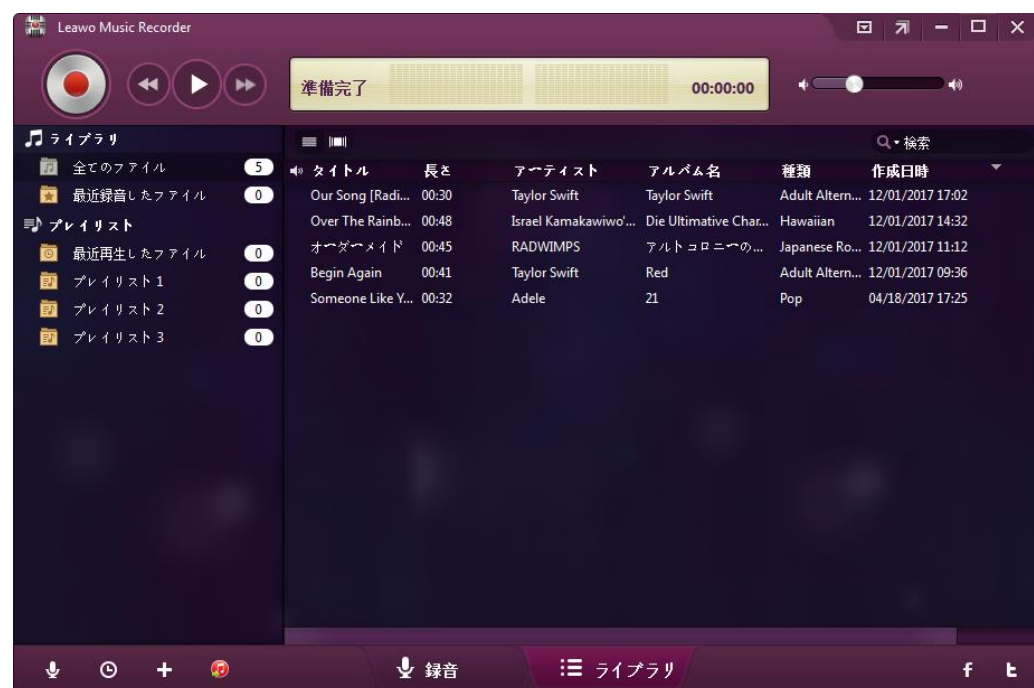 Leawo Music Recorder
準備完了 00:00:00
ライブラリ
全てのファイル 5
最近録音したファイル 0
プレイリスト
最近再生したファイル 0
プレイリスト 1 0
プレイリスト 2 0
プレイリスト 3 0
検索
タイトル 長さ アーティスト アルバム名 種類 作成日時
Our Song [Radi... 00:30 Taylor Swift Taylor Swift Adult Altern... 12/01/2017 17:02
Over The Rainb... 00:48 Israel Kamakawiwo'... Die Ultimative Char... Hawaiian 12/01/2017 14:32
オーダーメイド 00:45 RADWIMPS アルトコロニーの... Japanese Ro... 12/01/2017 11:12
Begin Again 00:41 Taylor Swift Red Adult Altern... 12/01/2017 09:36
Someone Like Y... 00:32 Adele 21 Pop 04/18/2017 17:25
録音 ライブラリ